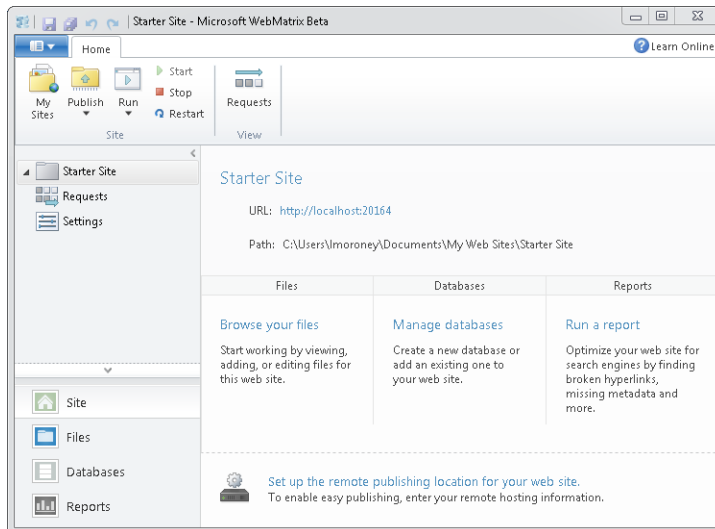 Starter Site - Microsoft WebMatrix Beta
Home
Learn Online
My Sites
Publish
Run
Start
Stop
Restart
Requests
Site
View
Starter Site
Requests
Settings
Site
Files
Databases
Reports
Starter Site
URL: http://localhost:20164
Path: C:\Users\lmoroney\Documents\My Web Sites\Starter Site
Files
Databases
Reports
Browse your files
Start working by viewing,
adding, or editing files for
this web site.
Manage databases
Create a new database or
add an existing one to
your web site.
Run a report
Optimize your web site for
search engines by finding
broken hyperlinks,
missing metadata and
more.
Set up the remote publishing location for your web site.
To enable easy publishing, enter your remote hosting information.